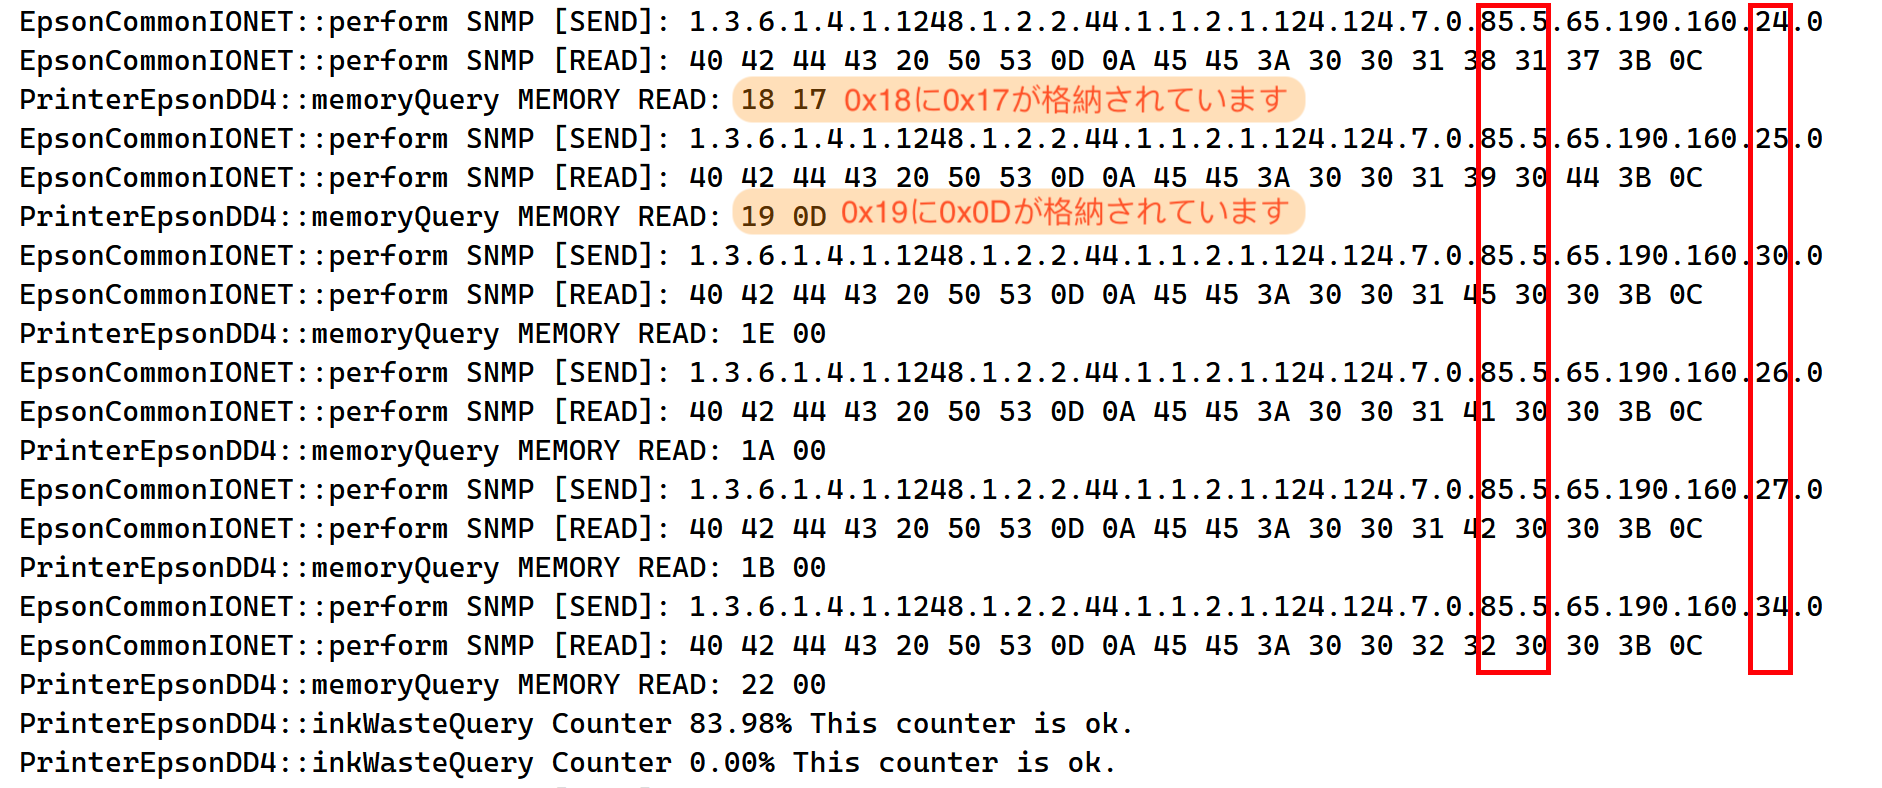 EpsonCommonIONET::perform SNMP [SEND]: 1.3.6.1.4.1.1248.1.2.2.44.1.1.2.1.124.124.7.0.85.5.65.190.160.24.0
EpsonCommonIONET::perform SNMP [READ]: 40 42 44 43 20 50 53 0D 0A 45 45 3A 30 30 31 38 31 37 3B 0C
PrinterEpsonDD4::memoryQuery MEMORY READ: 18 17 0x18に0x17が格納されています
EpsonCommonIONET::perform SNMP [SEND]: 1.3.6.1.4.1.1248.1.2.2.44.1.1.2.1.124.124.7.0.85.5.65.190.160.25.0
EpsonCommonIONET::perform SNMP [READ]: 40 42 44 43 20 50 53 0D 0A 45 45 3A 30 30 31 39 30 44 3B 0C
PrinterEpsonDD4::memoryQuery MEMORY READ: 19 0D 0x19に0x0Dが格納されています
EpsonCommonIONET::perform SNMP [SEND]: 1.3.6.1.4.1.1248.1.2.2.44.1.1.2.1.124.124.7.0.85.5.65.190.160.30.0
EpsonCommonIONET::perform SNMP [READ]: 40 42 44 43 20 50 53 0D 0A 45 45 3A 30 30 31 45 30 30 3B 0C
PrinterEpsonDD4::memoryQuery MEMORY READ: 1E 00
EpsonCommonIONET::perform SNMP [SEND]: 1.3.6.1.4.1.1248.1.2.2.44.1.1.2.1.124.124.7.0.85.5.65.190.160.26.0
EpsonCommonIONET::perform SNMP [READ]: 40 42 44 43 20 50 53 0D 0A 45 45 3A 30 30 31 41 30 30 3B 0C
PrinterEpsonDD4::memoryQuery MEMORY READ: 1A 00
EpsonCommonIONET::perform SNMP [SEND]: 1.3.6.1.4.1.1248.1.2.2.44.1.1.2.1.124.124.7.0.85.5.65.190.160.27.0
EpsonCommonIONET::perform SNMP [READ]: 40 42 44 43 20 50 53 0D 0A 45 45 3A 30 30 31 42 30 30 3B 0C
PrinterEpsonDD4::memoryQuery MEMORY READ: 1B 00
EpsonCommonIONET::perform SNMP [SEND]: 1.3.6.1.4.1.1248.1.2.2.44.1.1.2.1.124.124.7.0.85.5.65.190.160.34.0
EpsonCommonIONET::perform SNMP [READ]: 40 42 44 43 20 50 53 0D 0A 45 45 3A 30 30 32 32 30 30 3B 0C
PrinterEpsonDD4::memoryQuery MEMORY READ: 22 00
PrinterEpsonDD4::inkWasteQuery Counter 83.98% This counter is ok.
PrinterEpsonDD4::inkWasteQuery Counter 0.00% This counter is ok.